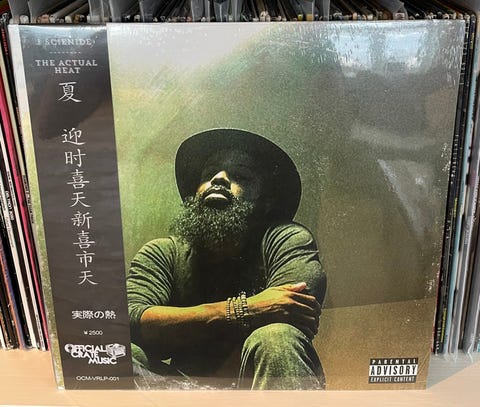 SCIENIDE
THE ACTUAL
HEAT
夏
迎时喜天新喜市天
実際の熱
¥2500
OFFICIAL
CRATE
MUSIC
OCM-VRLP-001
PARENTAL
ADVISORY
EXPLICIT CONTENT